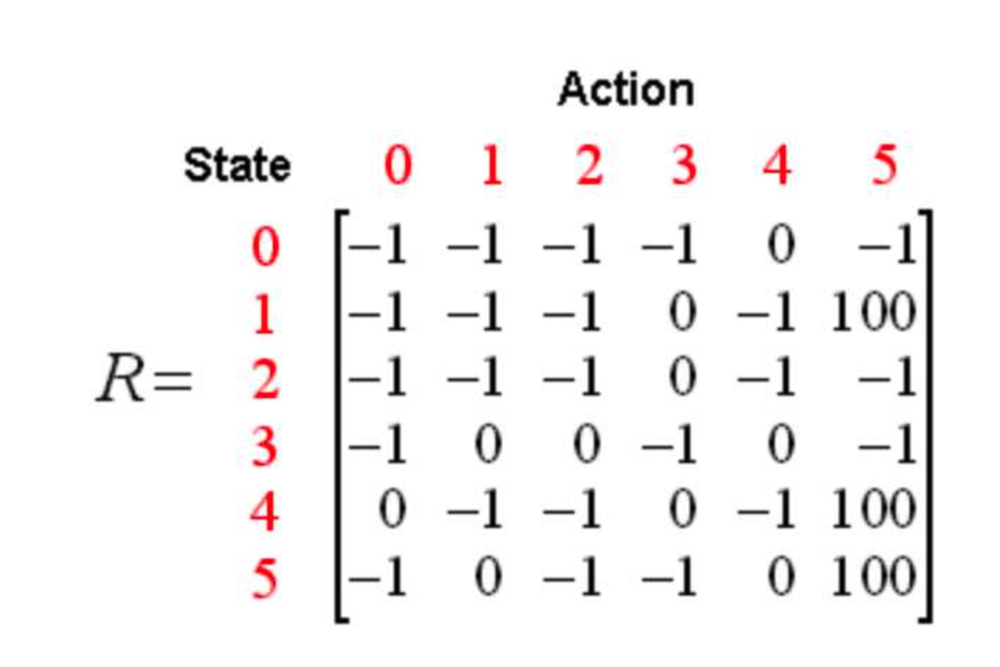 Action
State 0 1 2 3 4 5
0 −1 −1 −1 −1 0 −1
1 −1 −1 −1 0 −1 100
R= 2 −1 −1 −1 0 −1 −1
3 −1 0 0 −1 0 −1
4 0 −1 −1 0 −1 100
5 −1 0 −1 −1 0 100